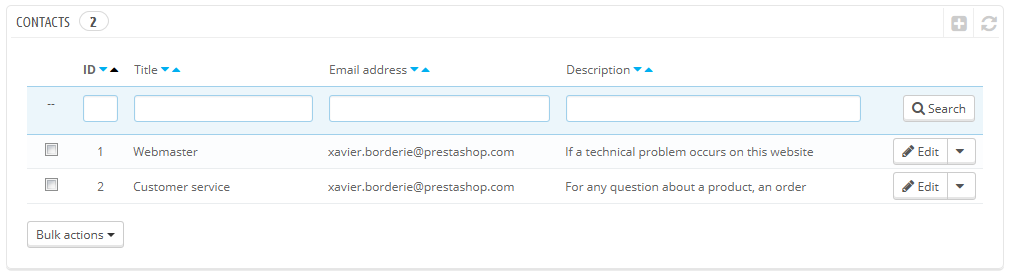 CONTACTS 2
ID Title Email address Description
-- Search
1 Webmaster xavier.borderie@prestashop.com If a technical problem occurs on this website Edit
2 Customer service xavier.borderie@prestashop.com For any question about a product, an order Edit
Bulk actions